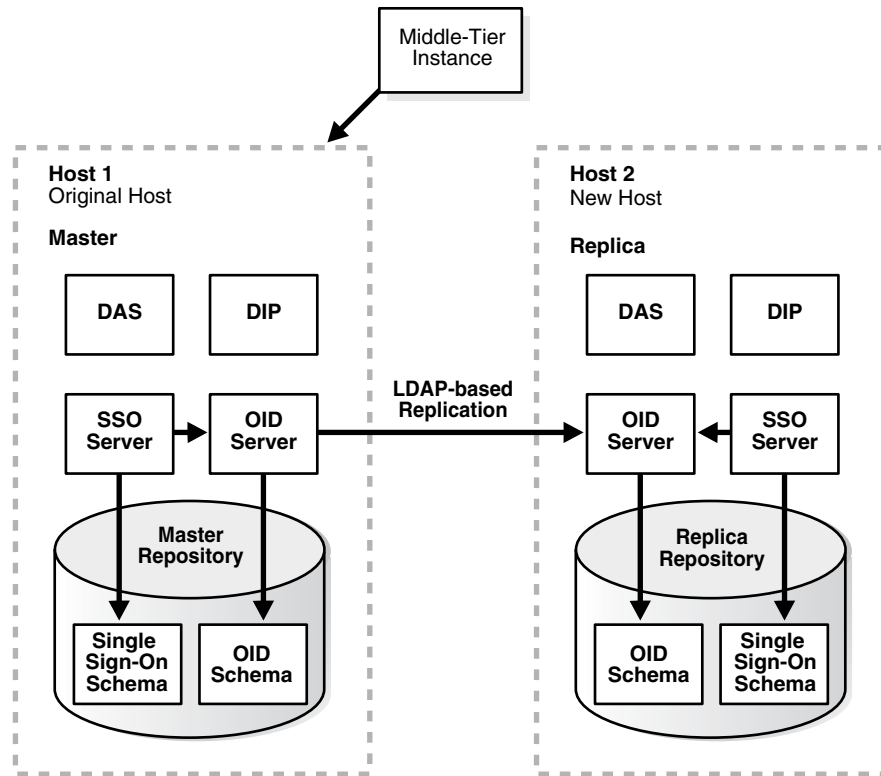 Middle-Tier
Instance
Host 1
Original Host
Master
DAS
DIP
SSO
Server
OID
Server
Master
Repository
Single
Sign-On
Schema
OID
Schema
LDAP-based
Replication
Host 2
New Host
Replica
DAS
DIP
OID
Server
SSO
Server
Replica
Repository
OID
Schema
Single
Sign-On
Schema